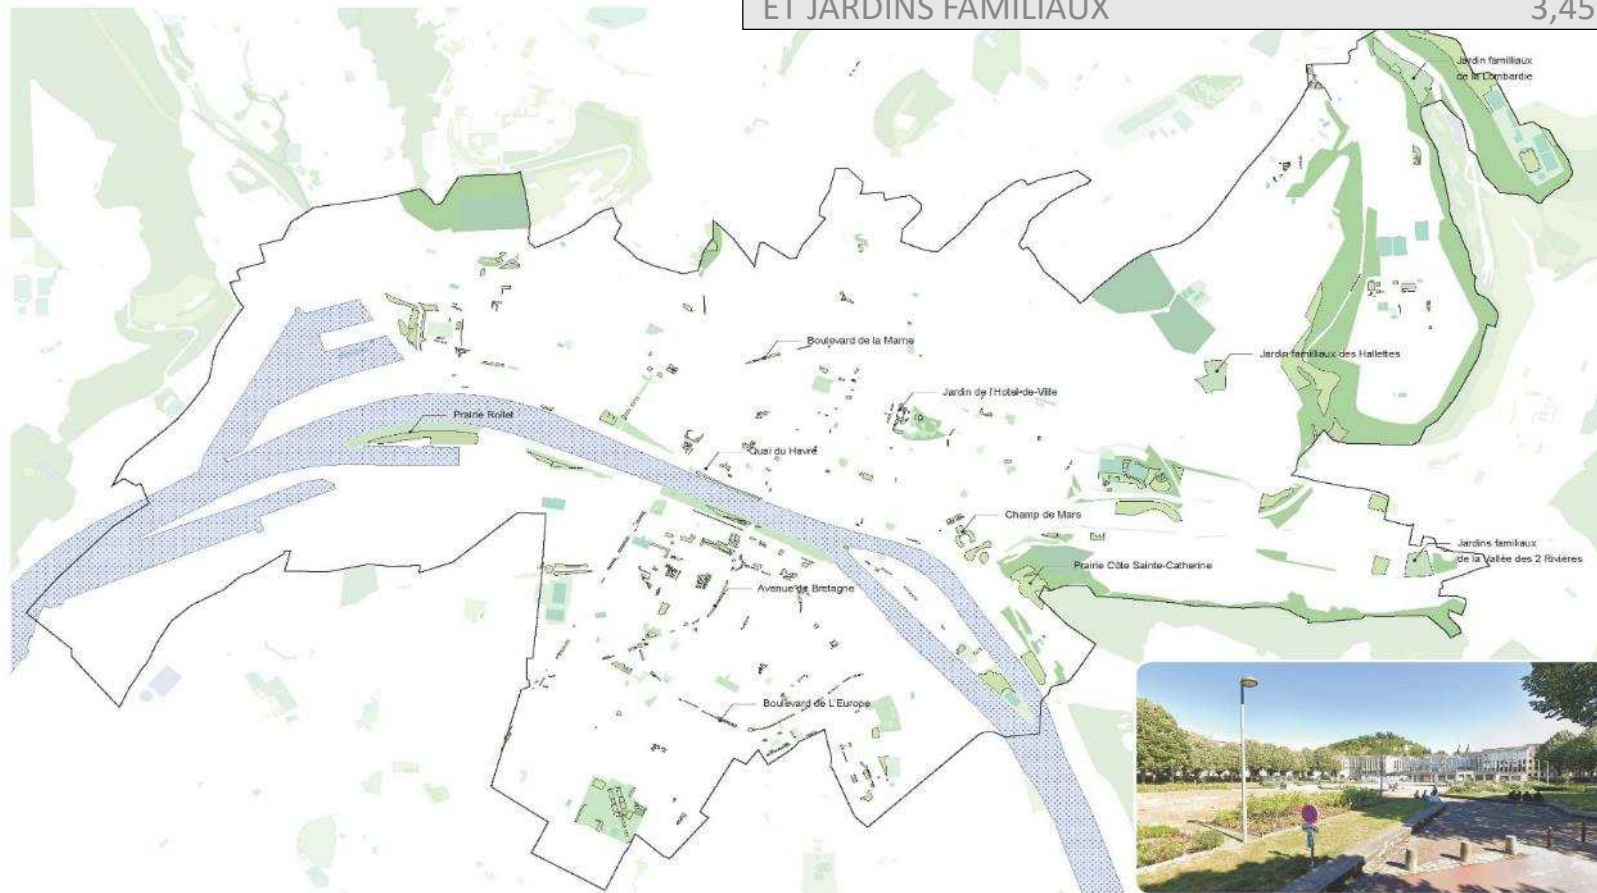 ET JARDINS FAMILIAUX 3,45
Jardin familiaux
de la Lombardie
Boulevard de la Marne
Jardin familiaux des Hallettes
Jardin de l'Hotel-de-Ville
Prairie Rollet
Quai du Havre
Champ de Mars
Jardins familiaux
de la Vallée des 2 Rivières
Prairie Côte Sainte-Catherine
Avenue de Bretagne
Boulevard de L'Europe